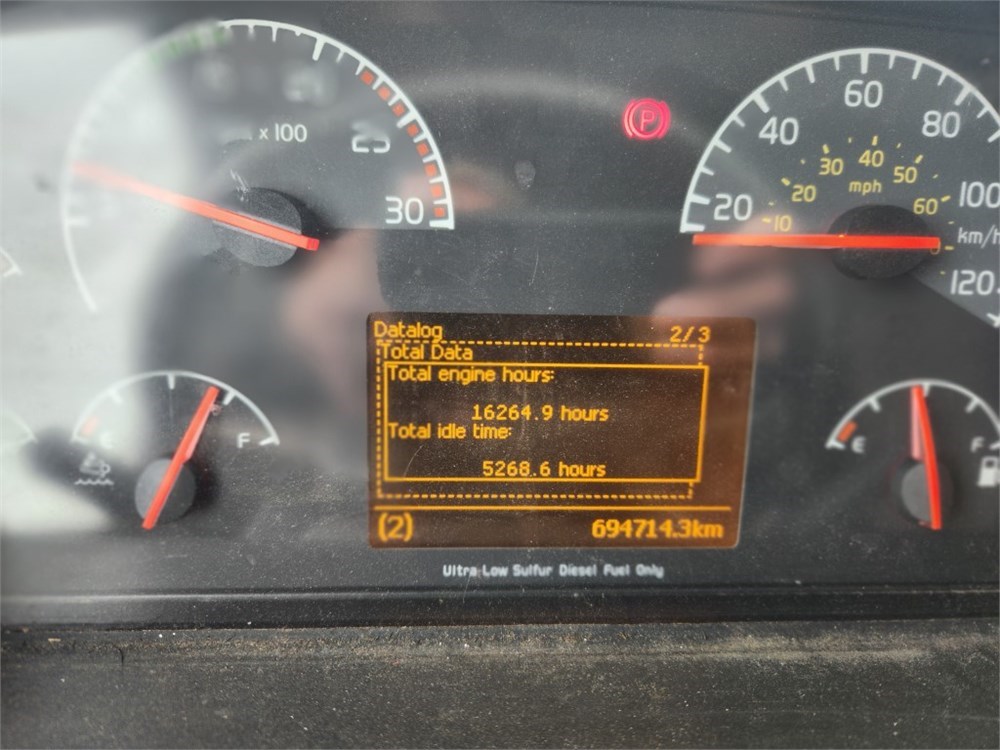 x 100
25
30
P
20
40
60
80
100
120
km/h
10
20
30
40
50
60
mph
Datalog 2/3
Total Data
Total engine hours:
16264.9 hours
Total idle time:
5268.6 hours
(2) 694714.3km
E F
E F
Ultra Low Sulfur Diesel Fuel Only